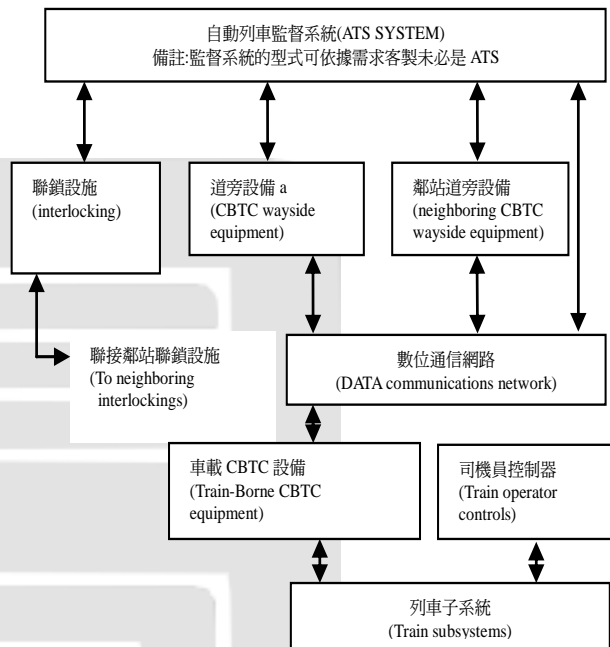 自動列車監督系統(ATS SYSTEM)
備註:監督系統的型式可依據需求客製未必是 ATS
聯鎖設施
(interlocking)
道旁設備 a
(CBTC wayside
equipment)
鄰站道旁設備
(neighboring CBTC
wayside equipment)
聯接鄰站聯鎖設施
(To neighboring
interlockings)
數位通信網路
(DATA communications network)
車載 CBTC 設備
(Train-Borne CBTC
equipment)
司機員控制器
(Train operator
controls)
列車子系統
(Train subsystems)